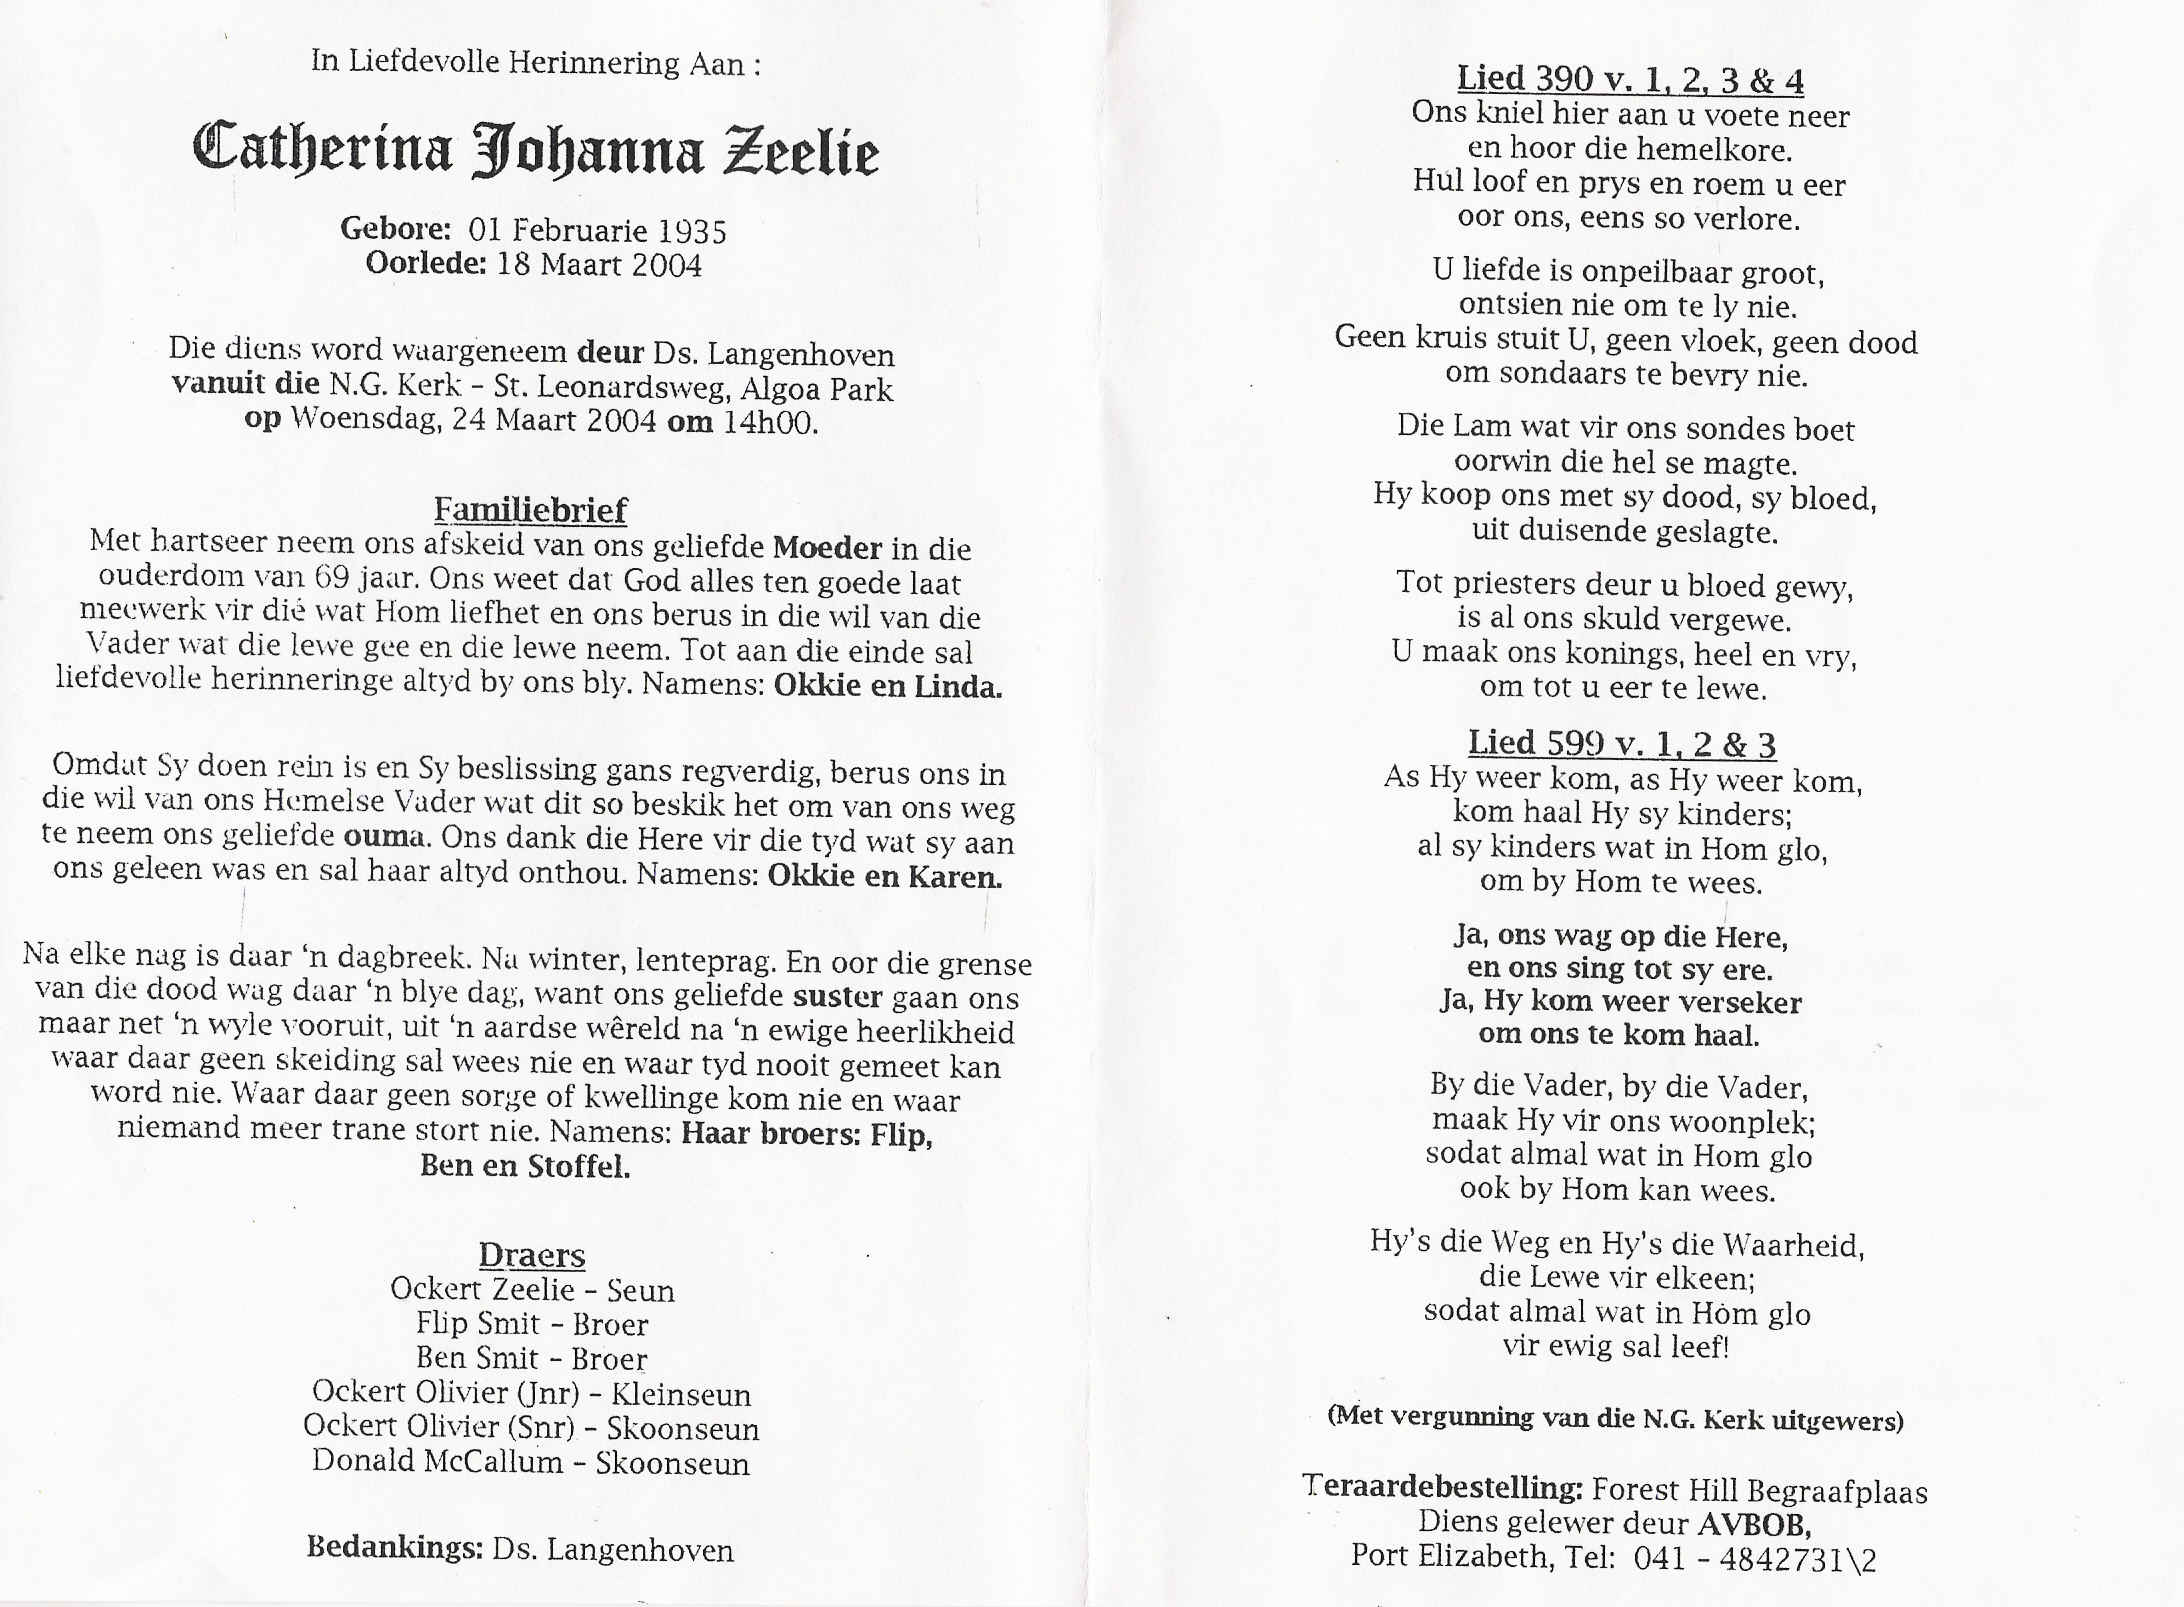 In Liefdevolle Herinnering Aan :
Catherina Johanna Zeelie
Gebore: 01 Februarie 1935
Oorlede: 18 Maart 2004
Die diens word waargeneem deur Ds. Langenhoven
vanuit die N.G. Kerk - St. Leonardsweg, Algoa Park
op Woensdag, 24 Maart 2004 om 14h00.
Familiebrief
Met hartseer neem ons afskeid van ons geliefde Moeder in die
ouderdom van 69 jaar. Ons weet dat God alles ten goede laat
meewerk vir dié wat Hom liefhet en ons berus in die wil van die
Vader wat die lewe gee en die lewe neem. Tot aan die einde sal
liefdevolle herinneringe altyd by ons bly. Namens: Okkie en Linda.
Omdat Sy doen rein is en Sy beslissing gans regverdig, berus ons in
die wil van ons Hemelse Vader wat dit so beskik het om van ons weg
te neem ons geliefde ouma. Ons dank die Here vir die tyd wat sy aan
ons geleen was en sal haar altyd onthou. Namens: Okkie en Karen.
Na elke nag is daar ‘n dagbreek. Na winter, lenteprag. En oor die grense
van die dood wag daar ‘n blye dag, want ons geliefde suster gaan ons
maar net ‘n wyle vooruit, uit ‘n aardse wêreld na ‘n ewige heerlikheid
waar daar geen skeiding sal wees nie en waar tyd nooit gemeet kan
word nie. Waar daar geen sorge of kwellinge kom nie en waar
niemand meer trane stort nie. Namens: Haar broers: Flip,
Ben en Stoffel.
Draers
Ockert Zeelie - Seun
Flip Smit - Broer
Ben Smit - Broer
Ockert Olivier (Jnr) - Kleinseun
Ockert Olivier (Snr) - Skoonseun
Donald McCallum - Skoonseun
Bedankings: Ds. Langenhoven
Lied 390 v. 1, 2, 3 & 4
Ons kniel hier aan u voete neer
en hoor die hemelkore.
Hul loof en prys en roem u eer
oor ons, eens so verlore.
U liefde is onpeilbaar groot,
ontsien nie om te ly nie.
Geen kruis stuit U, geen vloek, geen dood
om sondaars te bevry nie.
Die Lam wat vir ons sondes boet
oorwin die hel se magte.
Hy koop ons met sy dood, sy bloed,
uit duisende geslagte.
Tot priesters deur u bloed gewy,
is al ons skuld vergewe.
U maak ons konings, heel en vry,
om tot u eer te lewe.
Lied 599 v. 1, 2 & 3
As Hy weer kom, as Hy weer kom,
kom haal Hy sy kinders;
al sy kinders wat in Hom glo,
om by Hom te wees.
Ja, ons wag op die Here,
en ons sing tot sy ere.
Ja, Hy kom weer verseker
om ons te kom haal.
By die Vader, by die Vader,
maak Hy vir ons woonplek;
sodat almal wat in Hom glo
ook by Hom kan wees.
Hy's die Weg en Hy's die Waarheid,
die Lewe vir elkeen;
sodat almal wat in Hom glo
vir ewig sal leef!
(Met vergunning van die N.G. Kerk uitgewers)
Teraardebestelling: Forest Hill Begraafplaas
Diens gelewer deur AVBOB,
Port Elizabeth, Tel: 041 - 4842731\2